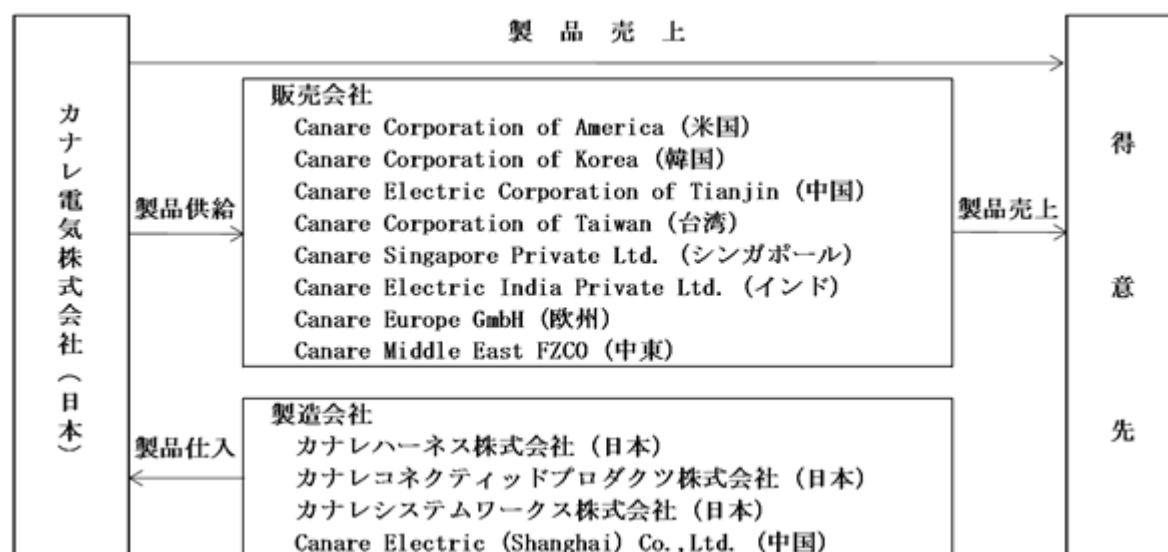 製品売上
カナレ電気株式会社（日本）
製品供給
販売会社
Canare Corporation of America (米国)
Canare Corporation of Korea (韓国)
Canare Electric Corporation of Tianjin (中国)
Canare Corporation of Taiwan (台湾)
Canare Singapore Private Ltd. (シンガポール)
Canare Electric India Private Ltd. (インド)
Canare Europe GmbH (欧州)
Canare Middle East FZCO (中東)
製品売上
得意先
製品仕入
製造会社
カナレハーネス株式会社 (日本)
カナレコネクティッドプロダクツ株式会社 (日本)
カナレシステムワークス株式会社 (日本)
Canare Electric (Shanghai) Co.,Ltd. (中国)